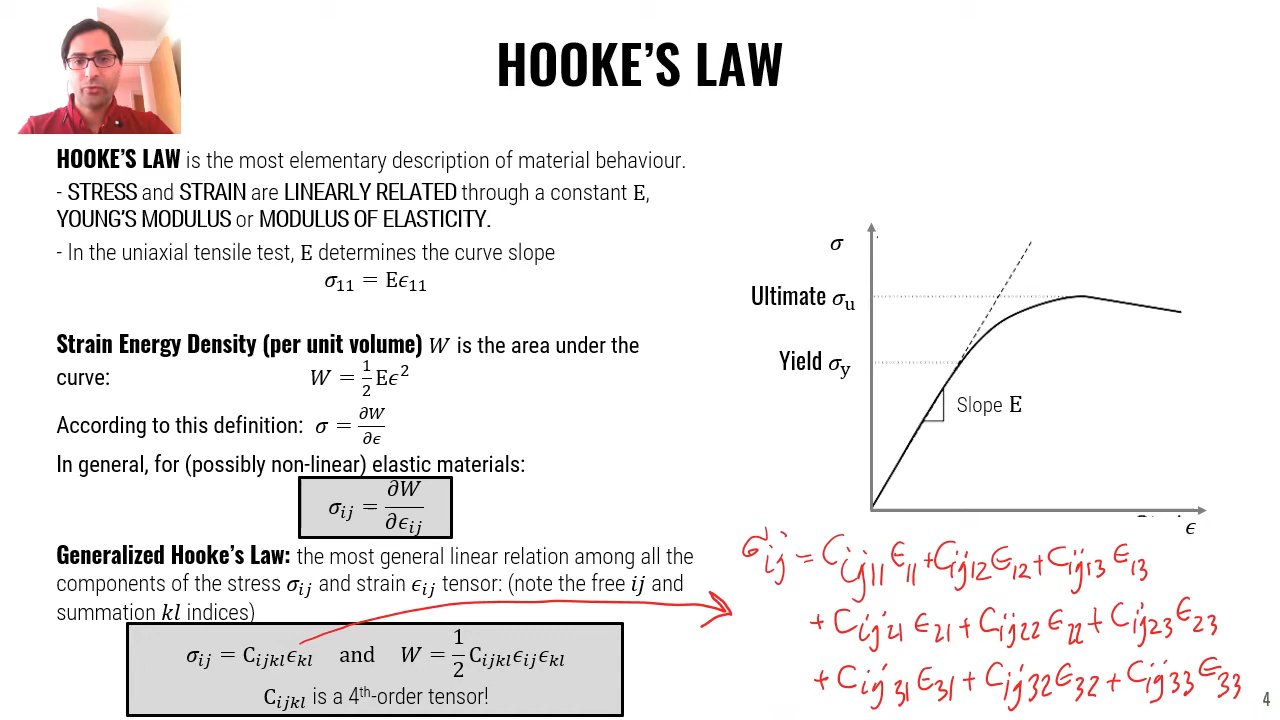 HOOKE'S LAW
HOOKE'S LAW is the most elementary description of material behaviour.
- STRESS and STRAIN are LINEARLY RELATED through a constant E,
YOUNG'S MODULUS or MODULUS OF ELASTICITY.
- In the uniaxial tensile test, E determines the curve slope
σ₁₁ = Eϵ₁₁
Strain Energy Density (per unit volume) W is the area under the
curve: W = ½Eϵ²
According to this definition: σ = ∂W/∂ϵ
In general, for (possibly non-linear) elastic materials:
σij = ∂W/∂ϵij
Generalized Hooke's Law: the most general linear relation among all the
components of the stress σij and strain ϵij tensor: (note the free ij and
summation kl indices)
σij = Cijklϵkl and W = ½Cijklϵijϵkl
Cijkl is a 4th-order tensor!
σ
Ultimate σu
Yield σy
Slope E
ϵ
σij = Cij11 ϵ11 + Cij12 ϵ12 + Cij13 ϵ13
+ Cij21 ϵ21 + Cij22 ϵ22 + Cij23 ϵ23
+ Cij31 ϵ31 + Cij32 ϵ32 + Cij33 ϵ33
4